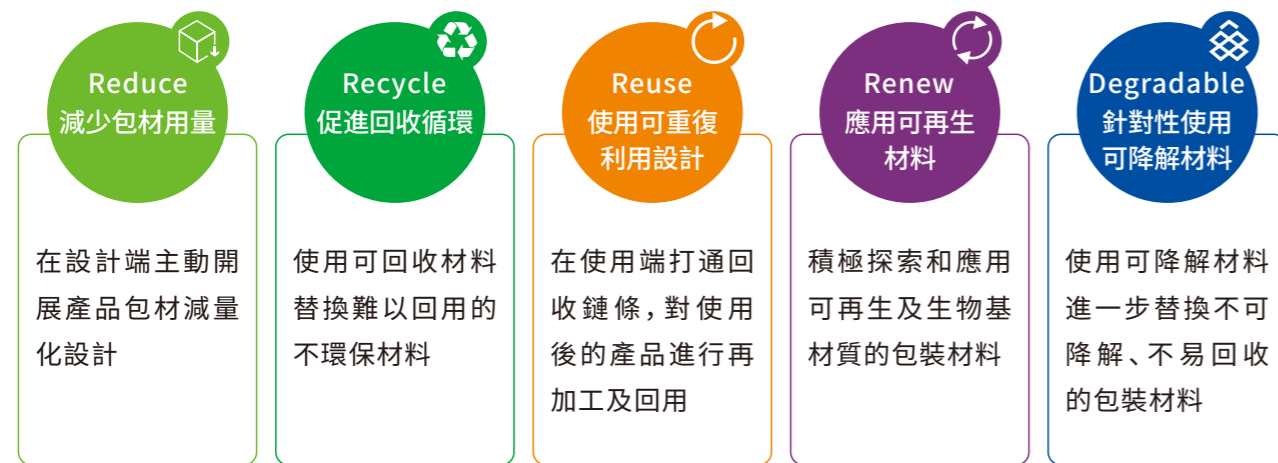 Reduce
減少包材用量
在設計端主動開
展產品包材減量
化設計
Recycle
促進回收循環
使用可回收材料
替換難以回用的
不環保材料
Reuse
使用可重復
利用設計
在使用端打通回
收鏈條，對使用
後的產品進行再
加工及回用
Renew
應用可再生
材料
積極探索和應用
可再生及生物基
材質的包裝材料
Degradable
針對性使用
可降解材料
使用可降解材料
進一步替換不可
降解、不易回收
的包裝材料